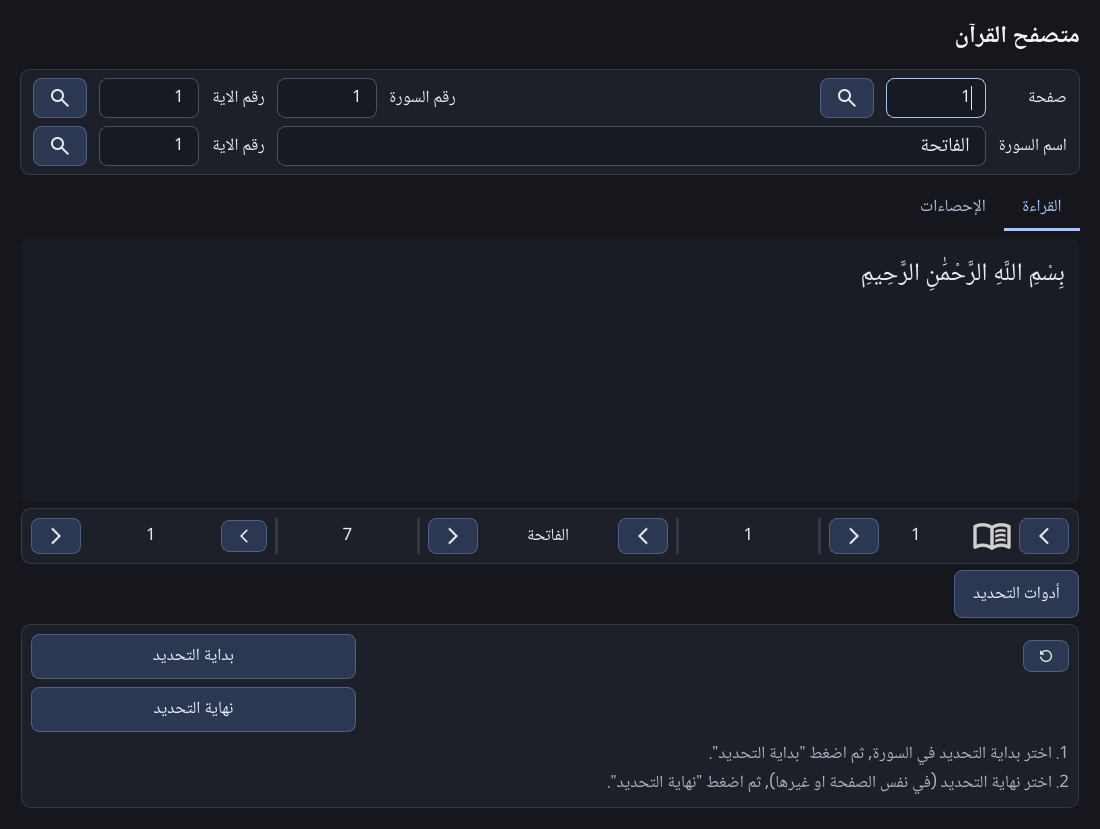 متصفح القرآن
صفحة 1 رقم السورة 1 رقم الاية 1
اسم السورة الفاتحة رقم الاية 1
القراءة الإحصاءات
بِسْمِ اللَّهِ الرَّحْمَٰنِ الرَّحِيمِ
1 1 الفاتحة 7 1
أدوات التحديد
بداية التحديد
نهاية التحديد
1. اختر بداية التحديد في السورة, ثم اضغط "بداية التحديد".
2. اختر نهاية التحديد (في نفس الصفحة او غيرها), ثم اضغط "نهاية التحديد".